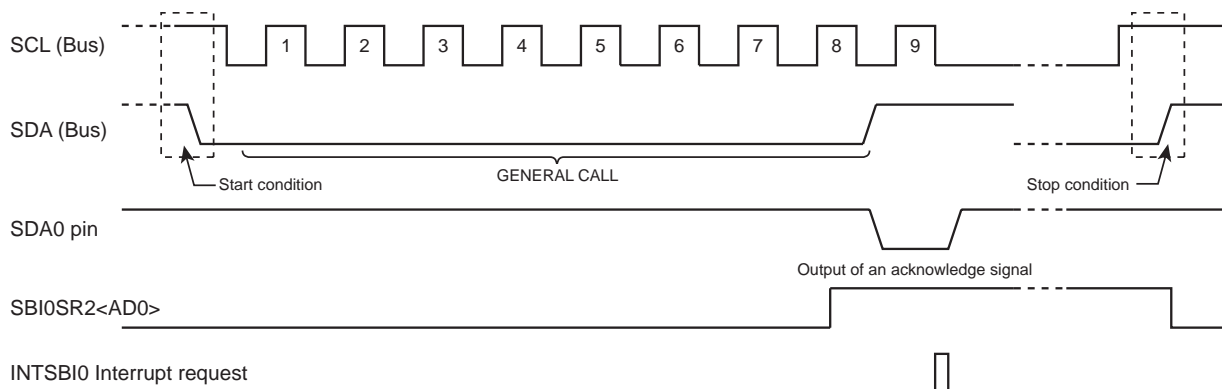 SCL (Bus)
1 2 3 4 5 6 7 8 9
SDA (Bus)
GENERAL CALL
Start condition
Stop condition
SDA0 pin
Output of an acknowledge signal
SBI0SR2<AD0>
INTSBI0 Interrupt request